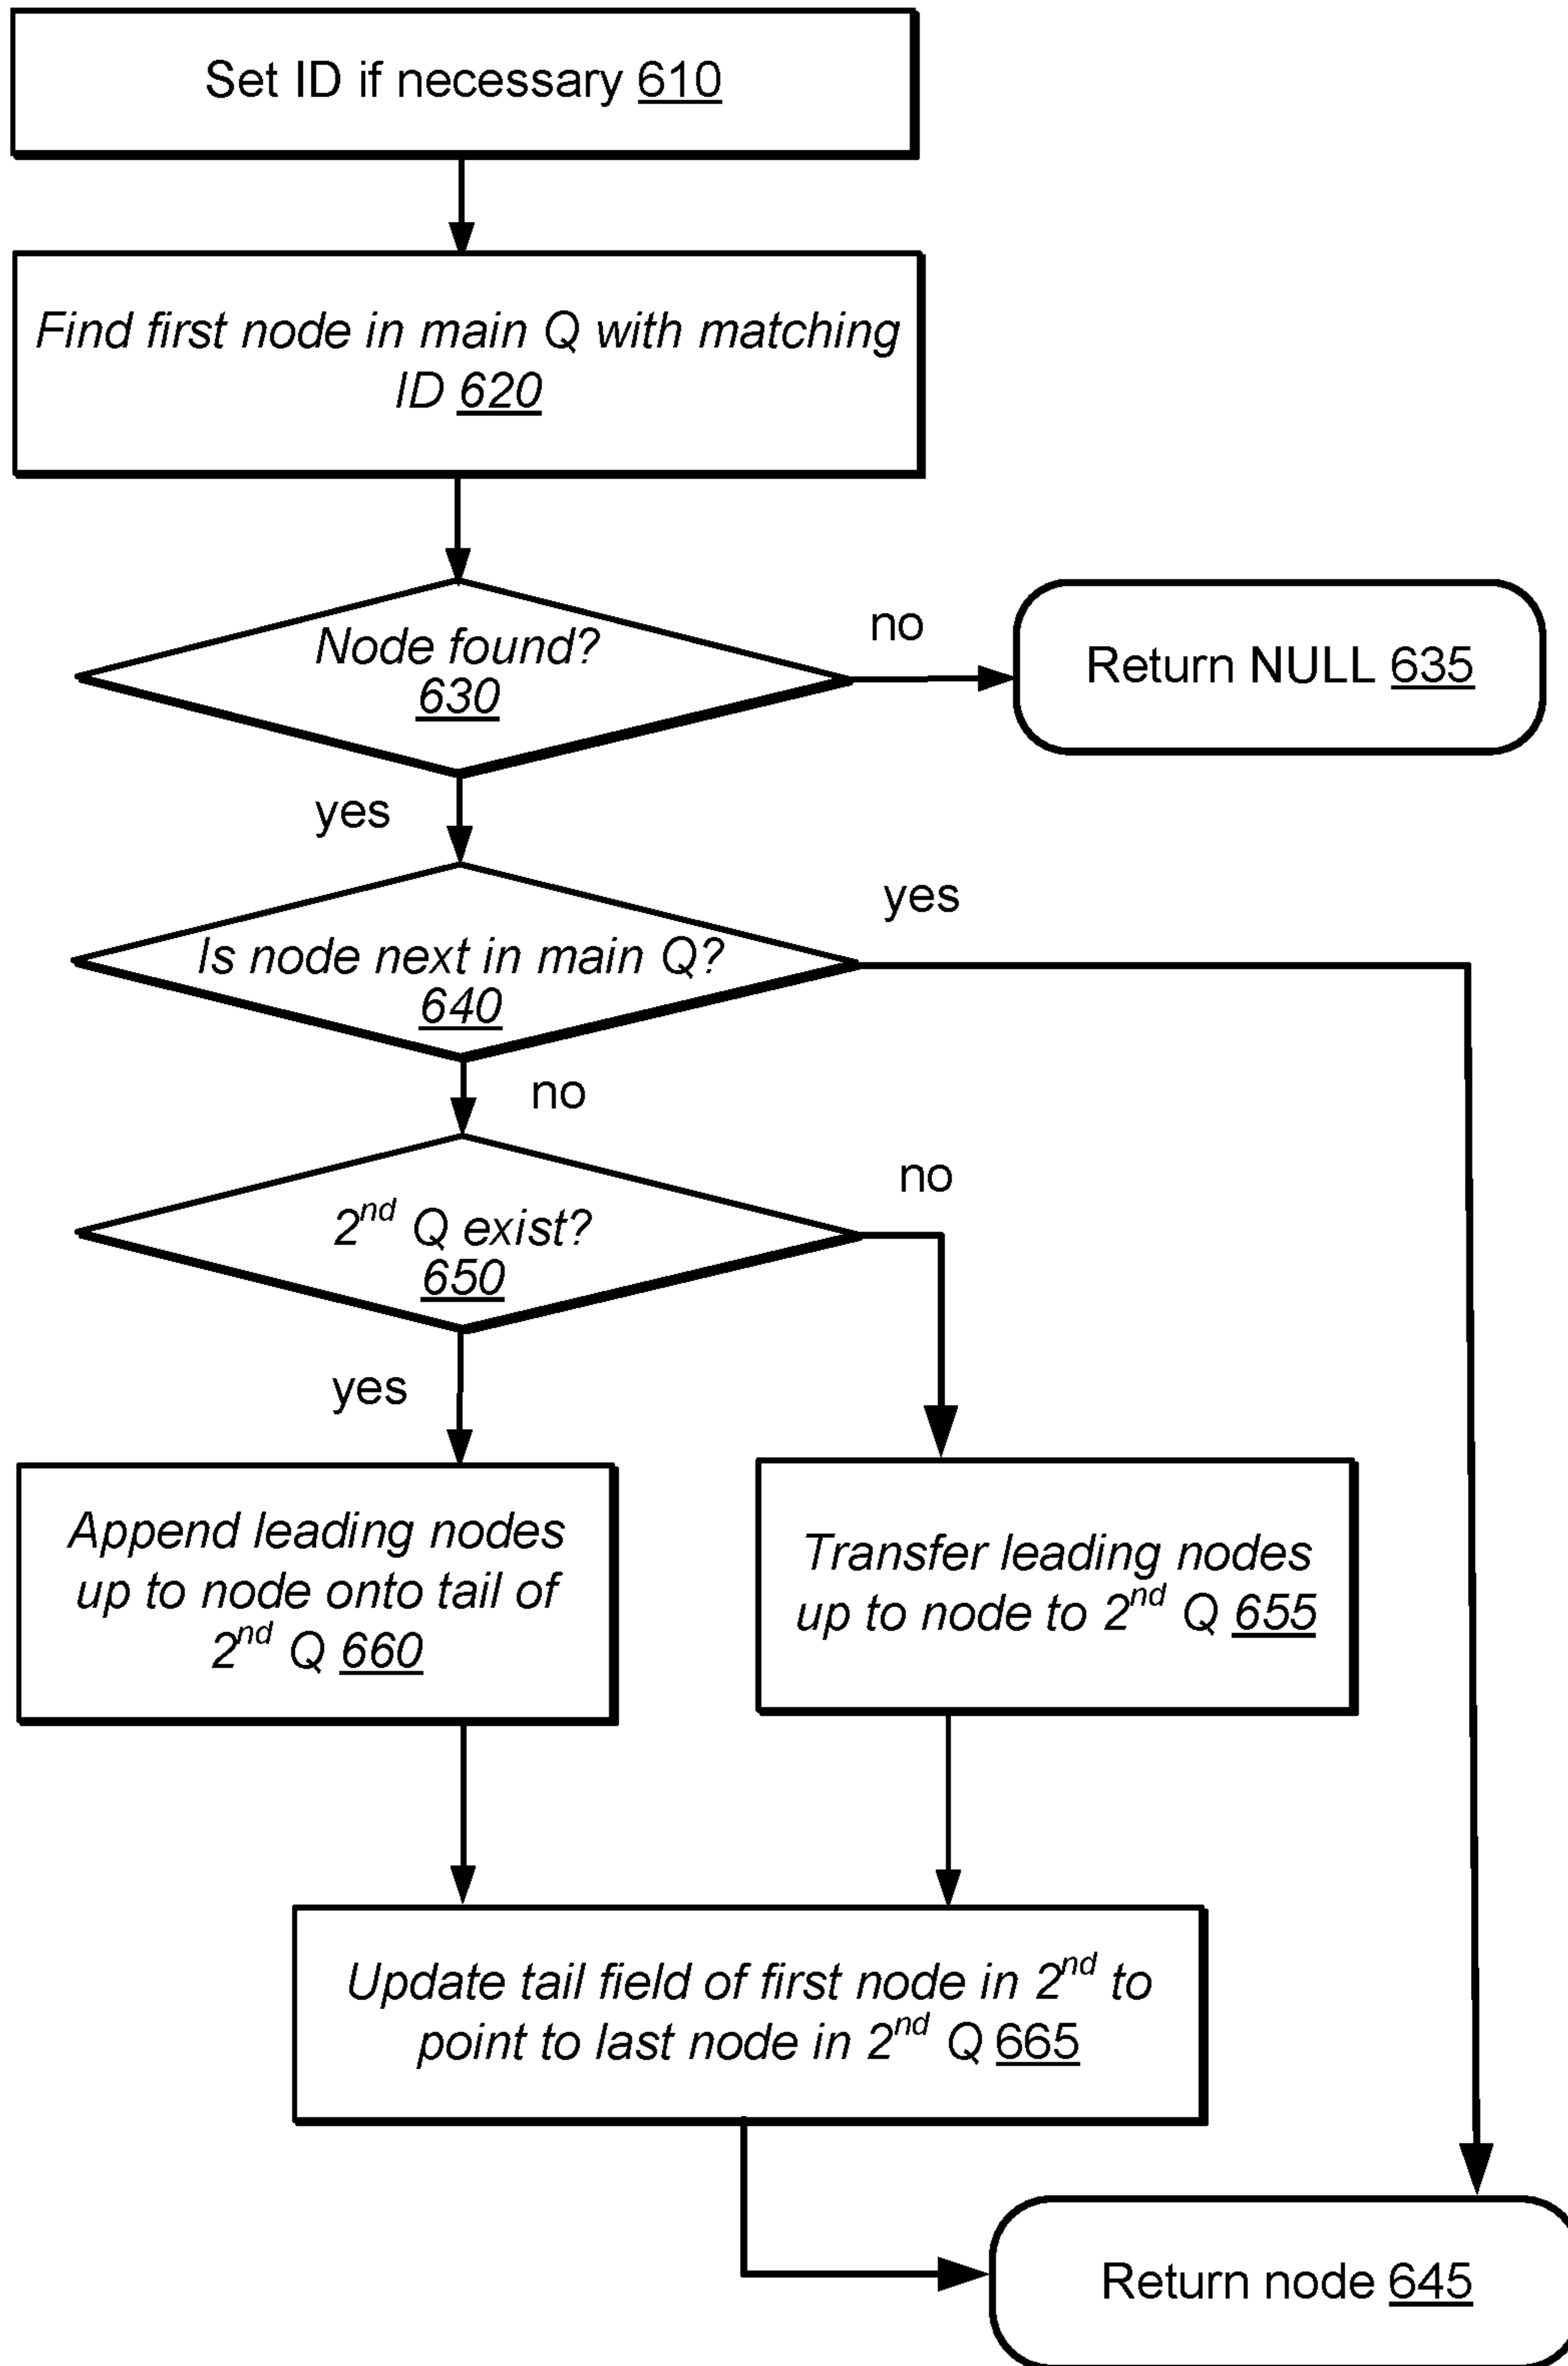 Set ID if necessary 610
Find first node in main Q with matching
ID 620
Node found?
630
no
Return NULL 635
yes
Is node next in main Q?
640
yes
no
2nd Q exist?
650
no
yes
Append leading nodes
up to node onto tail of
2nd Q 660
Transfer leading nodes
up to node to 2nd Q 655
Update tail field of first node in 2nd to
point to last node in 2nd Q 665
Return node 645